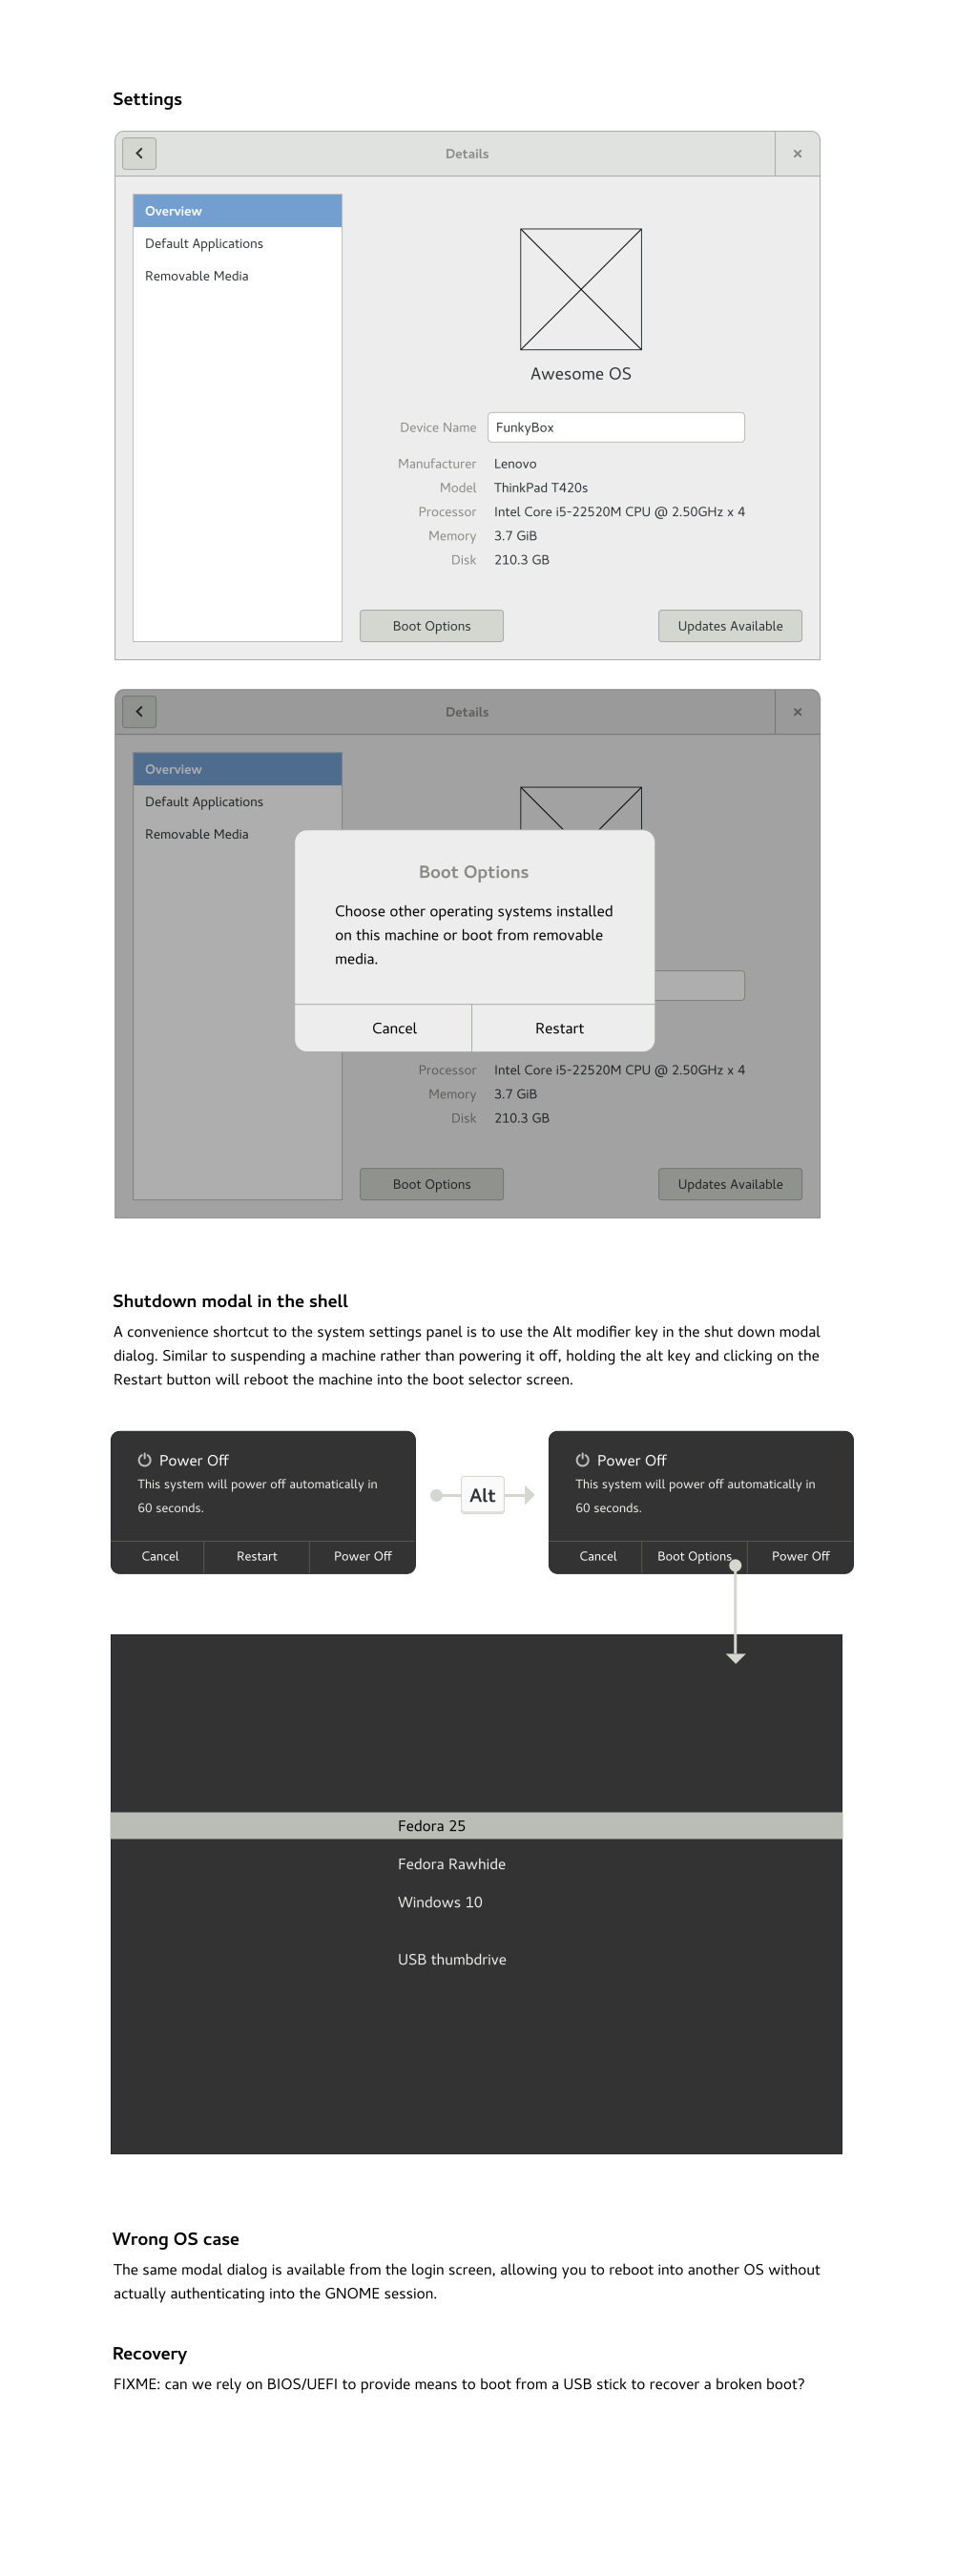 Settings
Details
Overview
Default Applications
Removable Media
Awesome OS
Device Name FunkyBox
Manufacturer Lenovo
Model ThinkPad T420s
Processor Intel Core i5-22520M CPU @ 2.50GHz x 4
Memory 3.7 GiB
Disk 210.3 GB
Boot Options Updates Available
Details
Overview
Default Applications
Removable Media
Boot Options
Choose other operating systems installed
on this machine or boot from removable
media.
Cancel Restart
Processor Intel Core i5-22520M CPU @ 2.50GHz x 4
Memory 3.7 GiB
Disk 210.3 GB
Boot Options Updates Available
Shutdown modal in the shell
A convenience shortcut to the system settings panel is to use the Alt modifier key in the shut down modal
dialog. Similar to suspending a machine rather than powering it off, holding the alt key and clicking on the
Restart button will reboot the machine into the boot selector screen.
Power Off
This system will power off automatically in
60 seconds.
Cancel Restart Power Off
Alt
Power Off
This system will power off automatically in
60 seconds.
Cancel Boot Options Power Off
Fedora 25
Fedora Rawhide
Windows 10
USB thumbdrive
Wrong OS case
The same modal dialog is available from the login screen, allowing you to reboot into another OS without
actually authenticating into the GNOME session.
Recovery
FIXME: can we rely on BIOS/UEFI to provide means to boot from a USB stick to recover a broken boot?